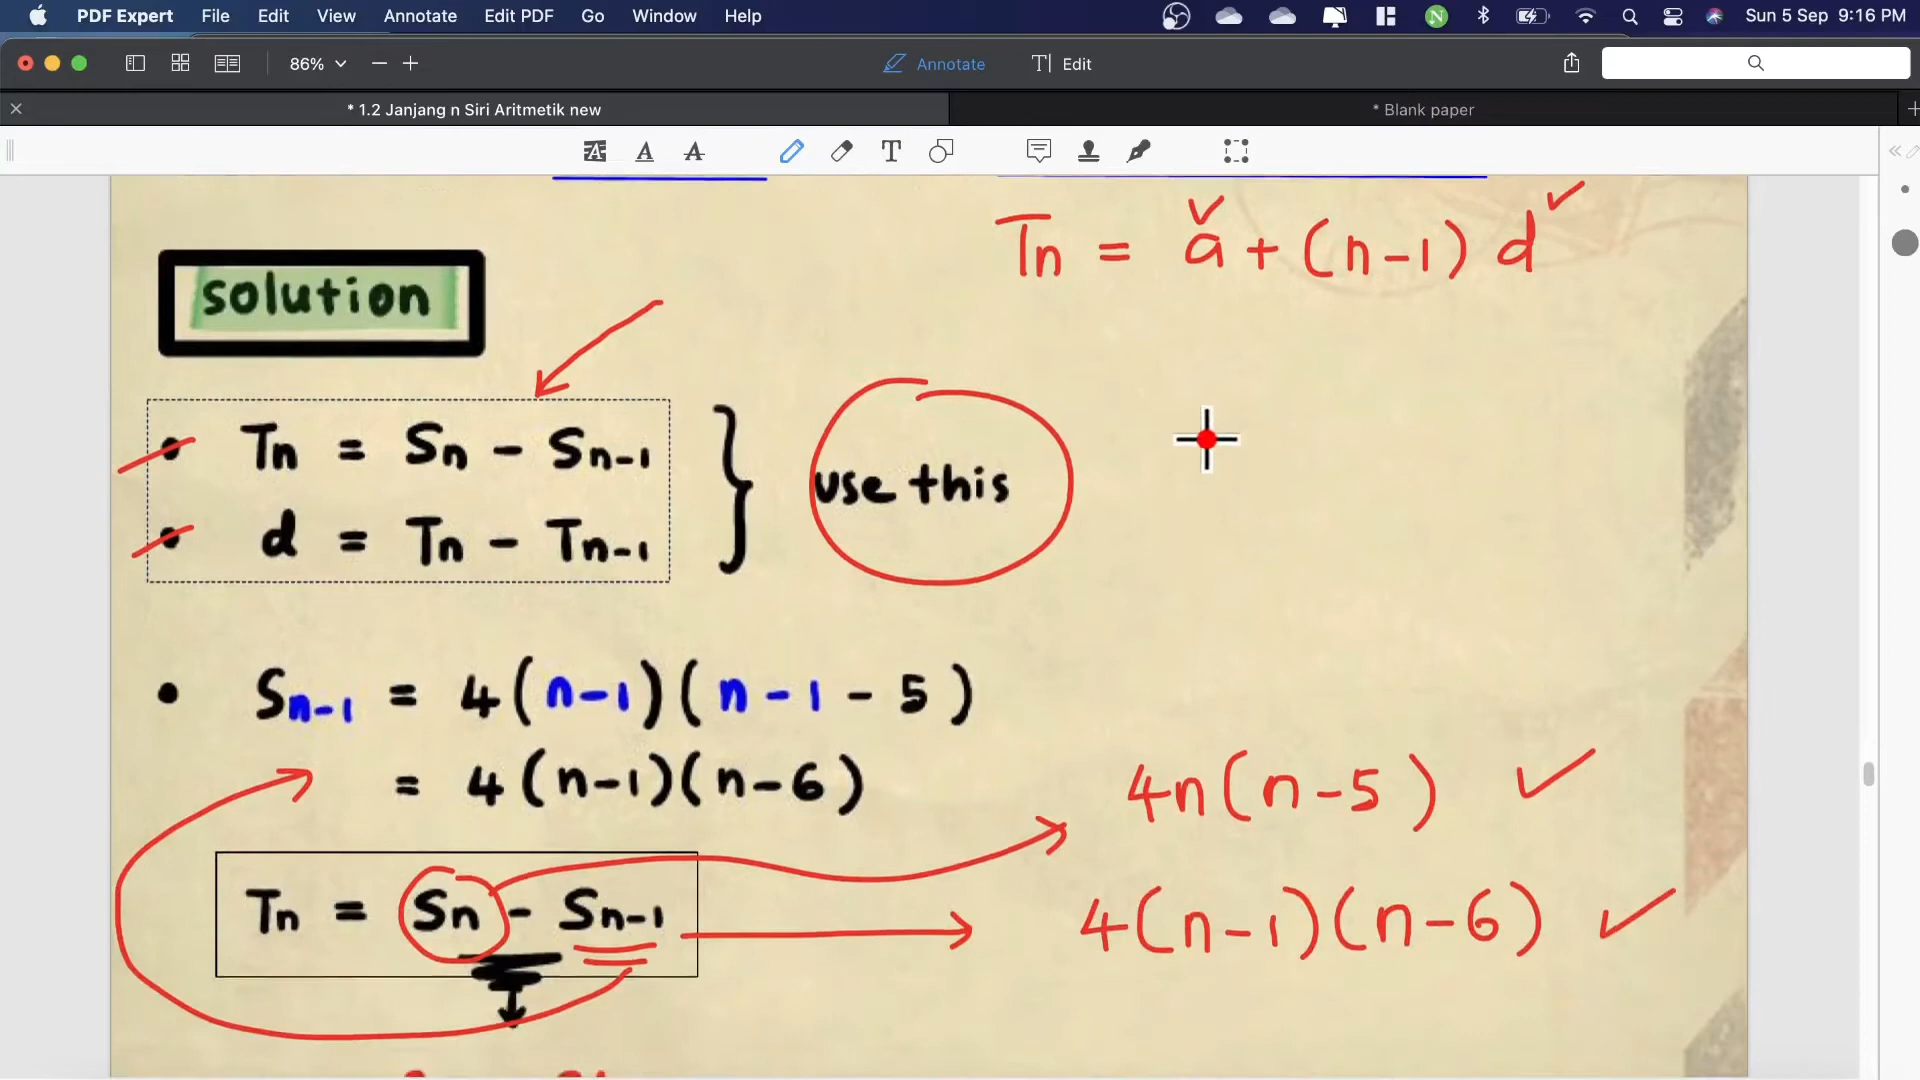 PDF Expert File Edit View Annotate Edit PDF Go Window Help Sun 5 Sep 9:16 PM
86% Annotate Edit
* 1.2 Janjang n Siri Aritmetik new * Blank paper
Tn = a + (n-1) d
solution
• Tn = Sn - Sn-1
use this
• d = Tn - Tn-1
• Sn-1 = 4(n-1)(n-1-5)
= 4(n-1)(n-6)
4n(n-5)
Tn = Sn - Sn-1
4(n-1)(n-6)